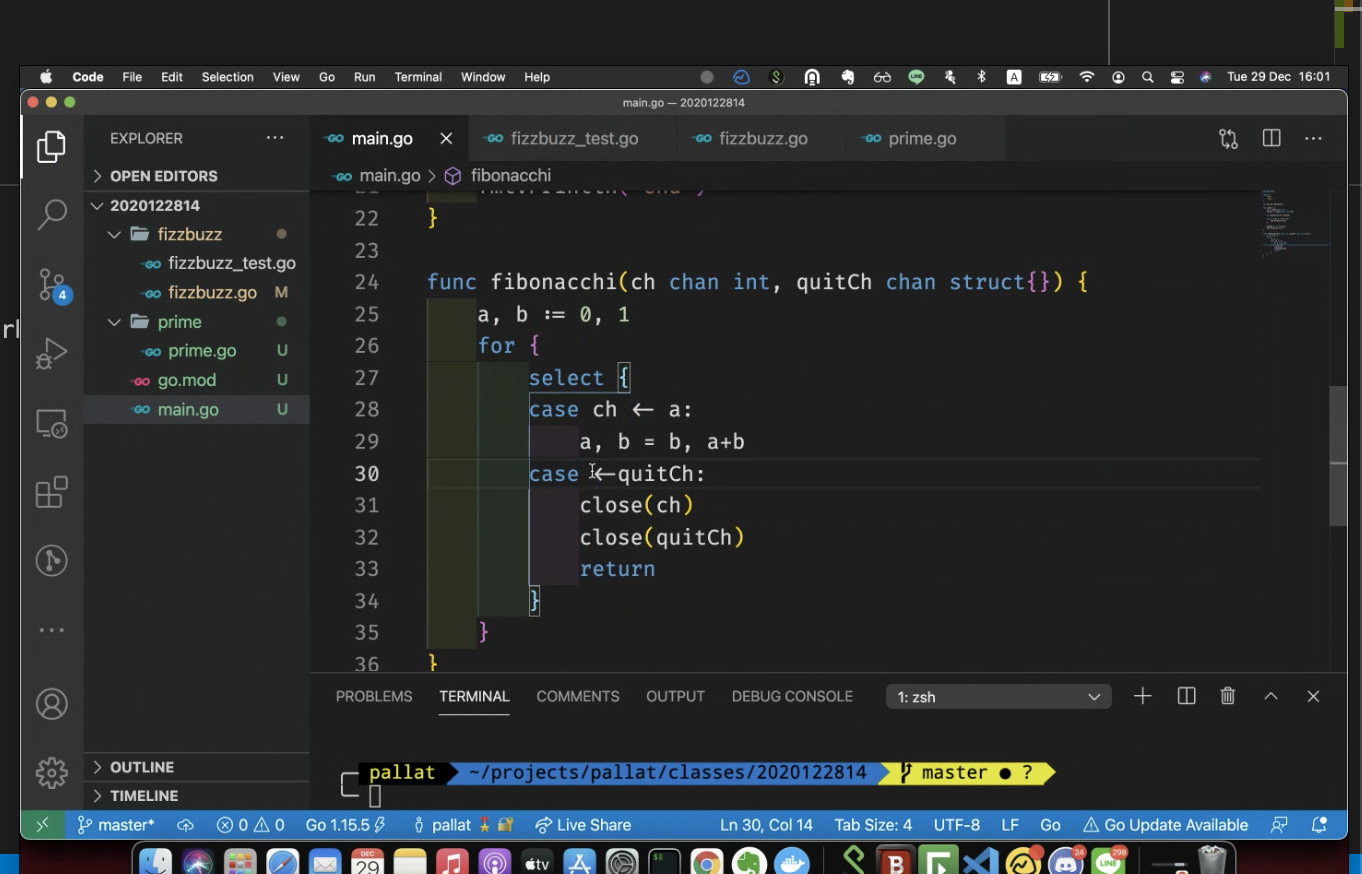 Code File Edit Selection View Go Run Terminal Window Help A Tue 29 Dec 16:01
main.go — 2020122814
EXPLORER ···
OPEN EDITORS
2020122814
fizzbuzz
fizzbuzz_test.go
fizzbuzz.go M
prime
prime.go U
go.mod U
main.go U
OUTLINE
TIMELINE
4
main.go fizzbuzz_test.go fizzbuzz.go prime.go
main.go > fibonacchi
22 }
23
24 func fibonacchi(ch chan int, quitCh chan struct{}) {
25 a, b := 0, 1
26 for {
27 select {
28 case ch <- a:
29 a, b = b, a+b
30 case <-quitCh:
31 close(ch)
32 close(quitCh)
33 return
34 }
35 }
36 }
PROBLEMS TERMINAL COMMENTS OUTPUT DEBUG CONSOLE 1: zsh
pallat ~/projects/pallat/classes/2020122814 master ● ?
master* 0 0 Go 1.15.5 pallat Live Share Ln 30, Col 14 Tab Size: 4 UTF-8 LF Go Go Update Available
DEC 29 tv B 24 LINE 298